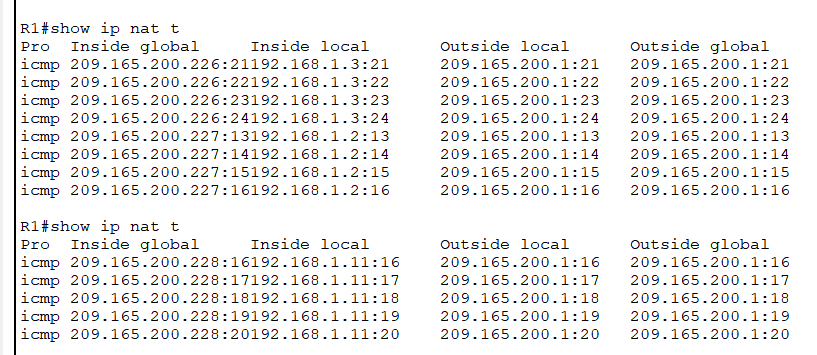 R1#show ip nat t
Pro  Inside global     Inside local       Outside local      Outside global
icmp 209.165.200.226:21192.168.1.3:21     209.165.200.1:21   209.165.200.1:21
icmp 209.165.200.226:22192.168.1.3:22     209.165.200.1:22   209.165.200.1:22
icmp 209.165.200.226:23192.168.1.3:23     209.165.200.1:23   209.165.200.1:23
icmp 209.165.200.226:24192.168.1.3:24     209.165.200.1:24   209.165.200.1:24
icmp 209.165.200.227:13192.168.1.2:13     209.165.200.1:13   209.165.200.1:13
icmp 209.165.200.227:14192.168.1.2:14     209.165.200.1:14   209.165.200.1:14
icmp 209.165.200.227:15192.168.1.2:15     209.165.200.1:15   209.165.200.1:15
icmp 209.165.200.227:16192.168.1.2:16     209.165.200.1:16   209.165.200.1:16
R1#show ip nat t
Pro  Inside global     Inside local       Outside local      Outside global
icmp 209.165.200.228:16192.168.1.11:16    209.165.200.1:16   209.165.200.1:16
icmp 209.165.200.228:17192.168.1.11:17    209.165.200.1:17   209.165.200.1:17
icmp 209.165.200.228:18192.168.1.11:18    209.165.200.1:18   209.165.200.1:18
icmp 209.165.200.228:19192.168.1.11:19    209.165.200.1:19   209.165.200.1:19
icmp 209.165.200.228:20192.168.1.11:20    209.165.200.1:20   209.165.200.1:20